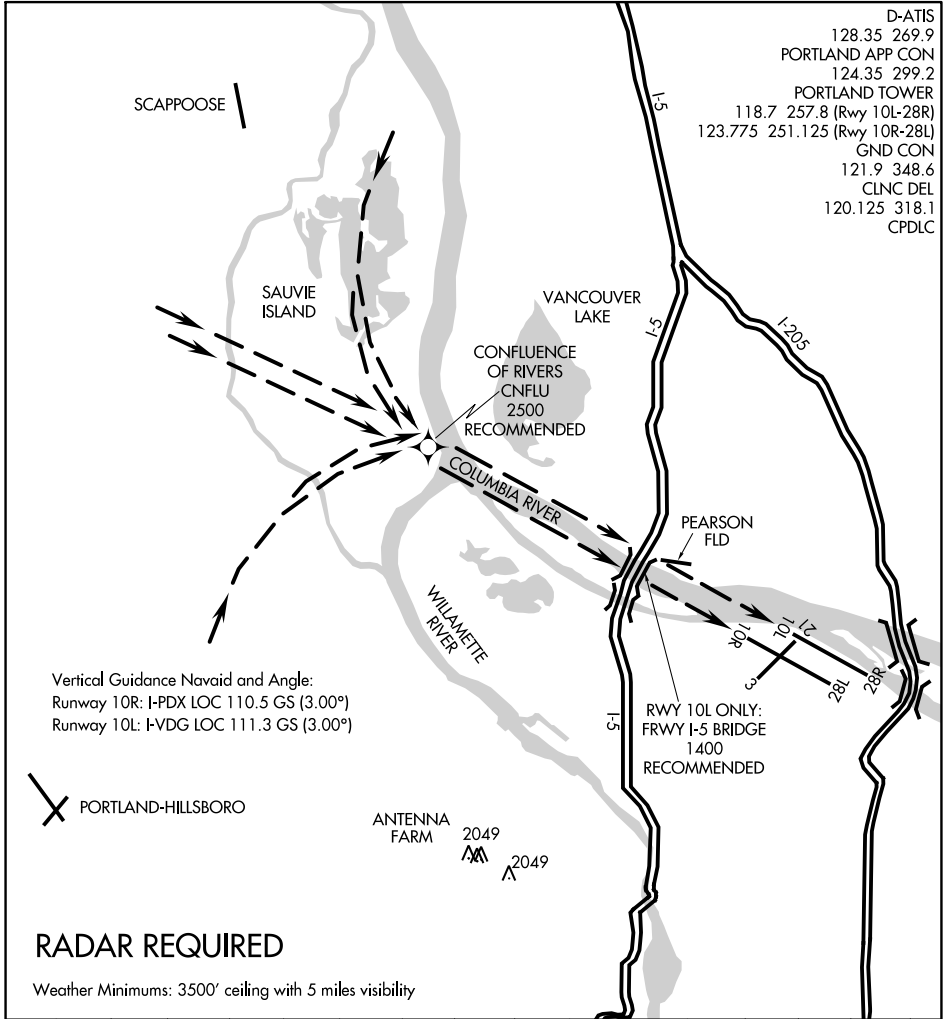 D-ATIS
128.35 269.9
PORTLAND APP CON
124.35 299.2
PORTLAND TOWER
118.7 257.8 (Rwy 10L-28R)
123.775 251.125 (Rwy 10R-28L)
GND CON
121.9 348.6
CLNC DEL
120.125 318.1
CPDLC
I-5
SCAPPOOSE
SAUVIE
ISLAND
VANCOUVER
LAKE
I-5
I-205
CONFLUENCE
OF RIVERS
CNFLU
2500
RECOMMENDED
COLUMBIA RIVER
PEARSON
FLD
WILLAMETTE
RIVER
10R
10L
21
3
28L
28R
Vertical Guidance Navaid and Angle:
Runway 10R: I-PDX LOC 110.5 GS (3.00°)
Runway 10L: I-VDG LOC 111.3 GS (3.00°)
I-5
RWY 10L ONLY:
FRWY I-5 BRIDGE
1400
RECOMMENDED
PORTLAND-HILLSBORO
ANTENNA
FARM
2049
2049
RADAR REQUIRED
Weather Minimums: 3500' ceiling with 5 miles visibility